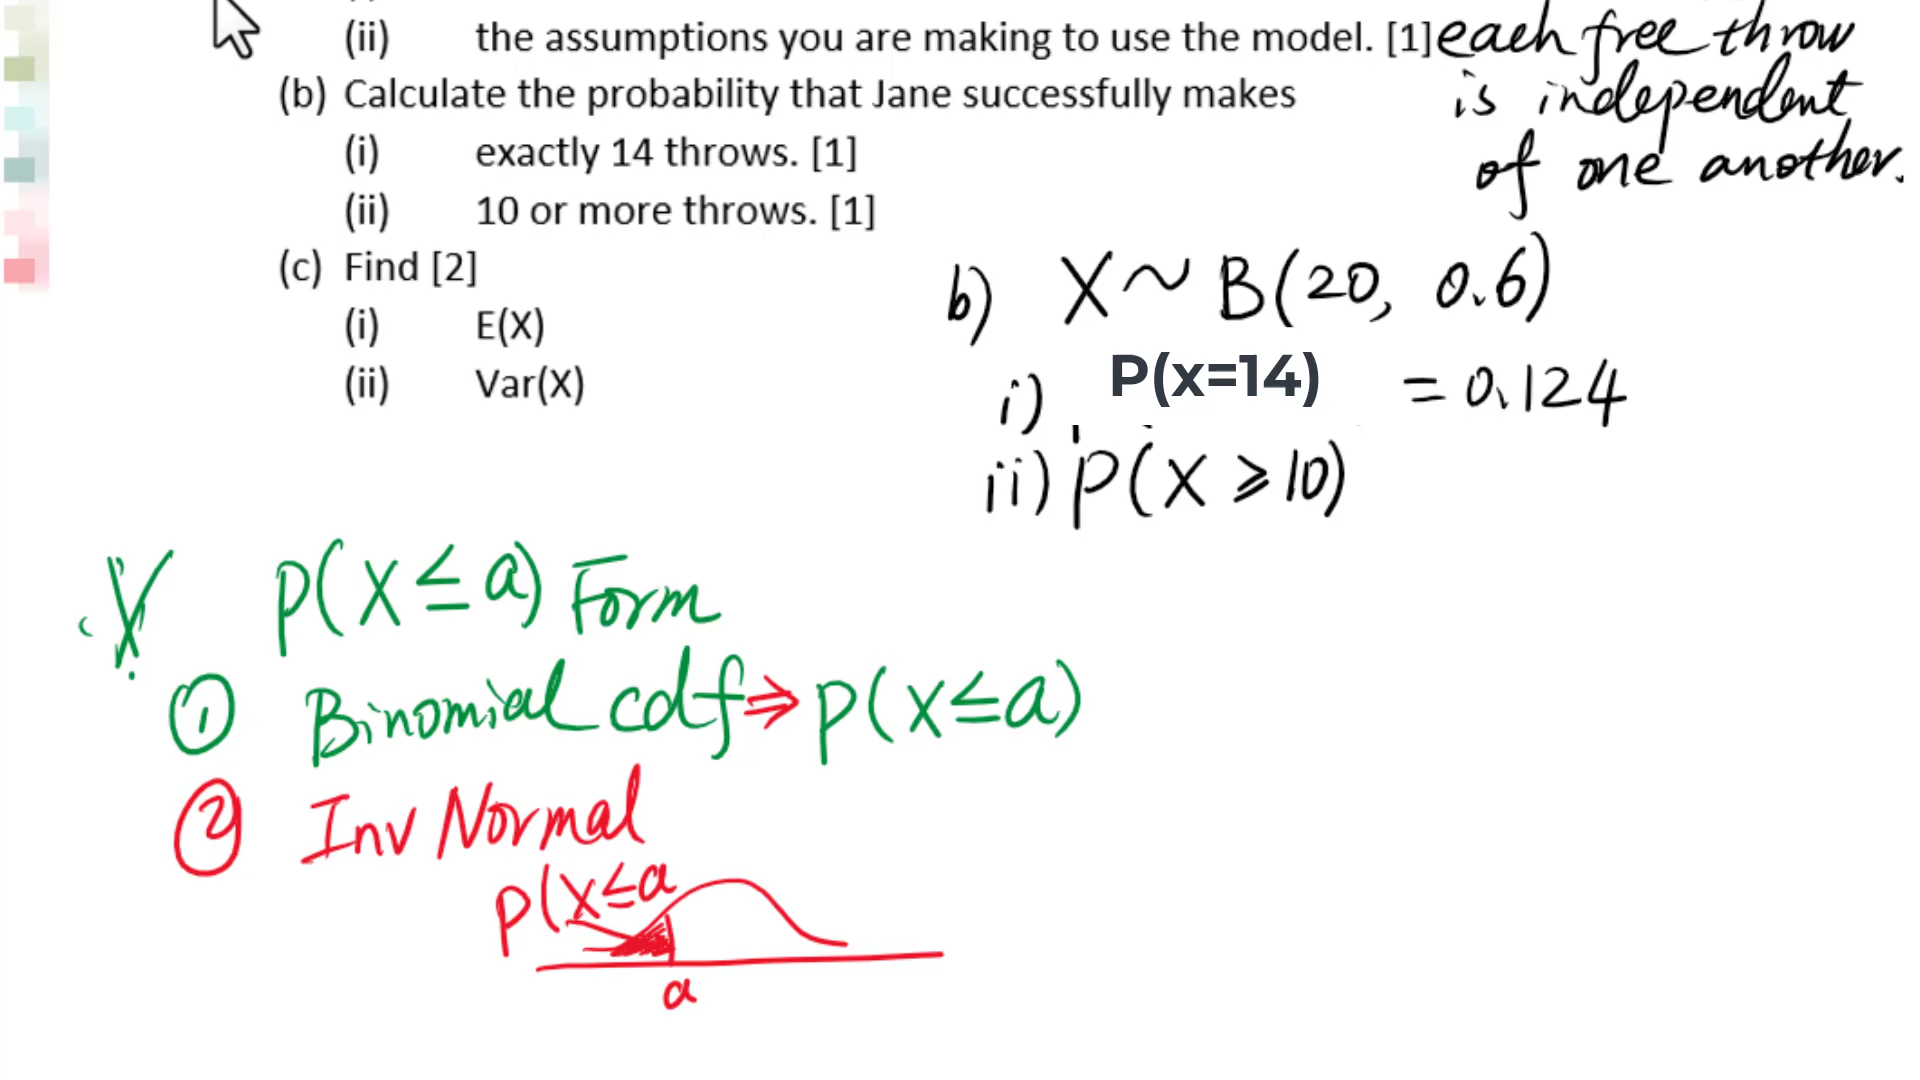 (ii) the assumptions you are making to use the model. [1] each free throw
is independent
of one another.
(b) Calculate the probability that Jane successfully makes
(i) exactly 14 throws. [1]
(ii) 10 or more throws. [1]
(c) Find [2]
(i) E(X)
(ii) Var(X)
b) X ~ B(20, 0.6)
i) P(x=14) = 0.124
ii) P(X ⩾ 10)
P(X ≤ a) Form
① Binomial cdf ⇒ P(X ≤ a)
② Inv Normal
P(X ≤ a
a